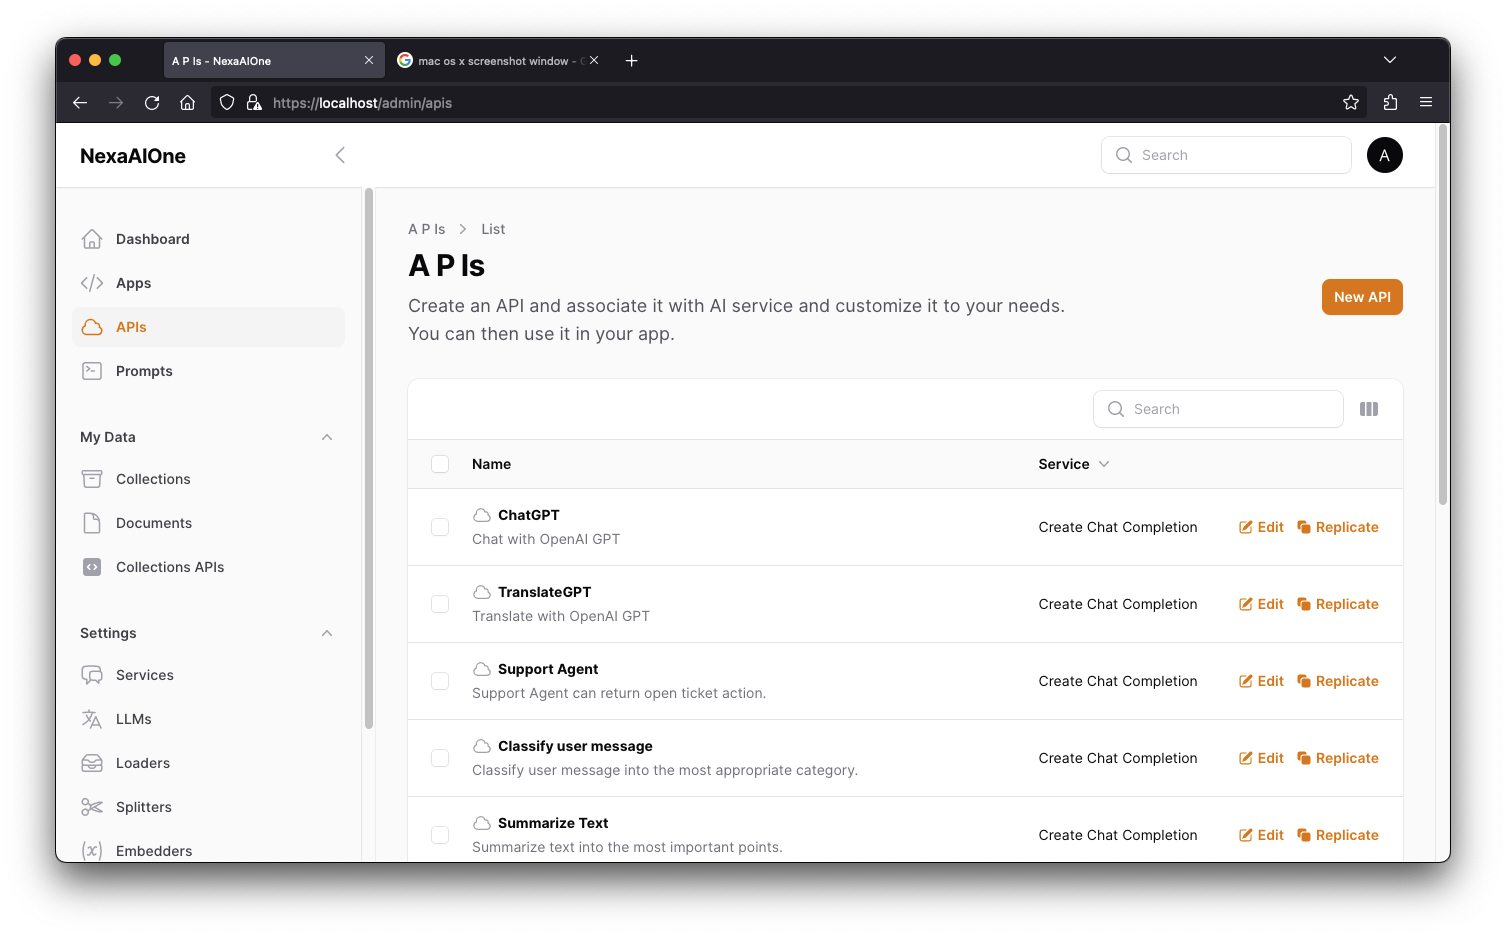 A P Is - NexaAIOne
mac os x screenshot window -
https://localhost/admin/apis
NexaAIOne
Search
A
Dashboard
Apps
APIs
Prompts
My Data
Collections
Documents
Collections APIs
Settings
Services
LLMs
Loaders
Splitters
Embedders
A P Is > List
A P Is
Create an API and associate it with AI service and customize it to your needs.
You can then use it in your app.
New API
Search
Name Service
ChatGPT
Chat with OpenAI GPT
Create Chat Completion Edit Replicate
TranslateGPT
Translate with OpenAI GPT
Create Chat Completion Edit Replicate
Support Agent
Support Agent can return open ticket action.
Create Chat Completion Edit Replicate
Classify user message
Classify user message into the most appropriate category.
Create Chat Completion Edit Replicate
Summarize Text
Summarize text into the most important points.
Create Chat Completion Edit Replicate